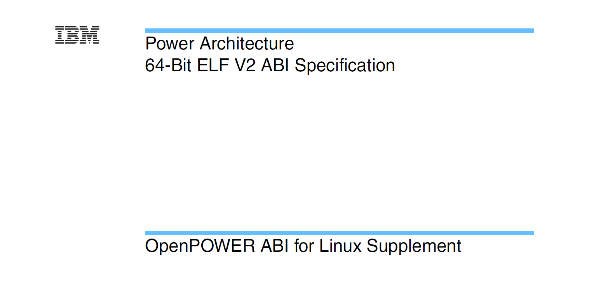 IBM
Power Architecture
64-Bit ELF V2 ABI Specification
OpenPOWER ABI for Linux Supplement